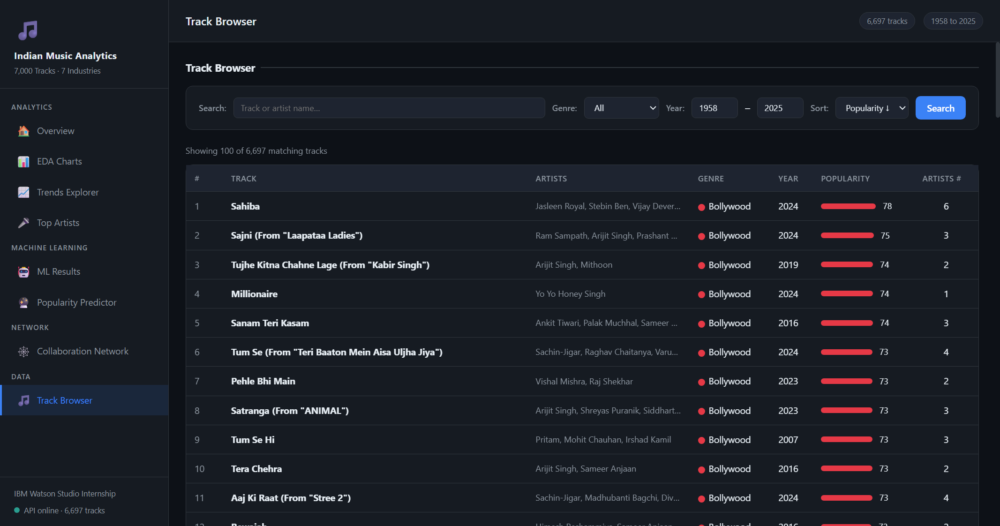 Indian Music Analytics
7,000 Tracks · 7 Industries
ANALYTICS
Overview
EDA Charts
Trends Explorer
Top Artists
MACHINE LEARNING
ML Results
Popularity Predictor
NETWORK
Collaboration Network
DATA
Track Browser
IBM Watson Studio Internship
API online · 6,697 tracks
Track Browser
6,697 tracks
1958 to 2025
Track Browser
Search: Track or artist name... Genre: All Year: 1958 – 2025 Sort: Popularity ↓ Search
Showing 100 of 6,697 matching tracks
# TRACK ARTISTS GENRE YEAR POPULARITY ARTISTS #
1 Sahiba Jasleen Royal, Stebin Ben, Vijay Dever... Bollywood 2024 78 6
2 Sajni (From "Laapataa Ladies") Ram Sampath, Arijit Singh, Prashant ... Bollywood 2024 75 3
3 Tujhe Kitna Chahne Lage (From "Kabir Singh") Arijit Singh, Mithoon Bollywood 2019 74 2
4 Millionaire Yo Yo Honey Singh Bollywood 2024 74 1
5 Sanam Teri Kasam Ankit Tiwari, Palak Muchhal, Sameer ... Bollywood 2016 74 3
6 Tum Se (From "Teri Baaton Mein Aisa Uljha Jiya") Sachin-Jigar, Raghav Chaitanya, Varu... Bollywood 2024 73 4
7 Pehle Bhi Main Vishal Mishra, Raj Shekhar Bollywood 2023 73 2
8 Satranga (From "ANIMAL") Arijit Singh, Shreyas Puranik, Siddhart... Bollywood 2023 73 3
9 Tum Se Hi Pritam, Mohit Chauhan, Irshad Kamil Bollywood 2007 73 3
10 Tera Chehra Arijit Singh, Sameer Anjaan Bollywood 2016 73 2
11 Aaj Ki Raat (From "Stree 2") Sachin-Jigar, Madhubanti Bagchi, Div... Bollywood 2024 73 4